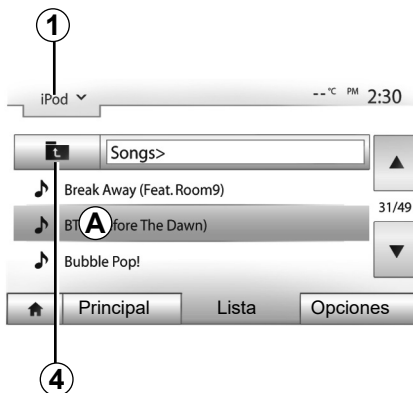 1
iPod
--°C PM 2:30
Songs>
Break Away (Feat. Room9)
31/49
A
BT fore The Dawn)
Bubble Pop!
Principal Lista Opciones
4